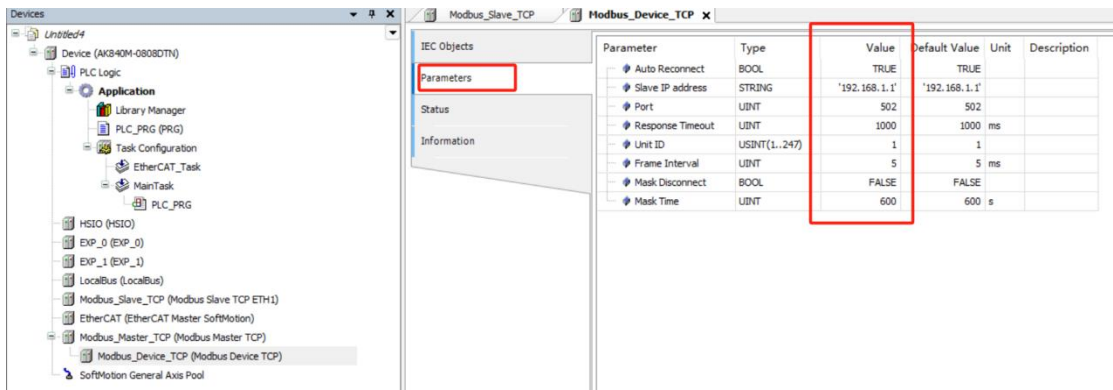 Devices
Untitled4
Device (AK840M-0808DTN)
PLC Logic
Application
Library Manager
PLC_PRG (PRG)
Task Configuration
EtherCAT_Task
MainTask
PLC_PRG
HSIO (HSIO)
EXP_0 (EXP_0)
EXP_1 (EXP_1)
LocalBus (LocalBus)
Modbus_Slave_TCP (Modbus Slave TCP ETH1)
EtherCAT (EtherCAT Master SoftMotion)
Modbus_Master_TCP (Modbus Master TCP)
Modbus_Device_TCP (Modbus Device TCP)
SoftMotion General Axis Pool
Modbus_Slave_TCP Modbus_Device_TCP X
IEC Objects
Parameters
Status
Information
Parameter Type Value Default Value Unit Description
Auto Reconnect BOOL TRUE TRUE
Slave IP address STRING '192.168.1.1' '192.168.1.1'
Port UINT 502 502
Response Timeout UINT 1000 1000 ms
Unit ID USINT(1..247) 1 1
Frame Interval UINT 5 5 ms
Mask Disconnect BOOL FALSE FALSE
Mask Time UINT 600 600 s